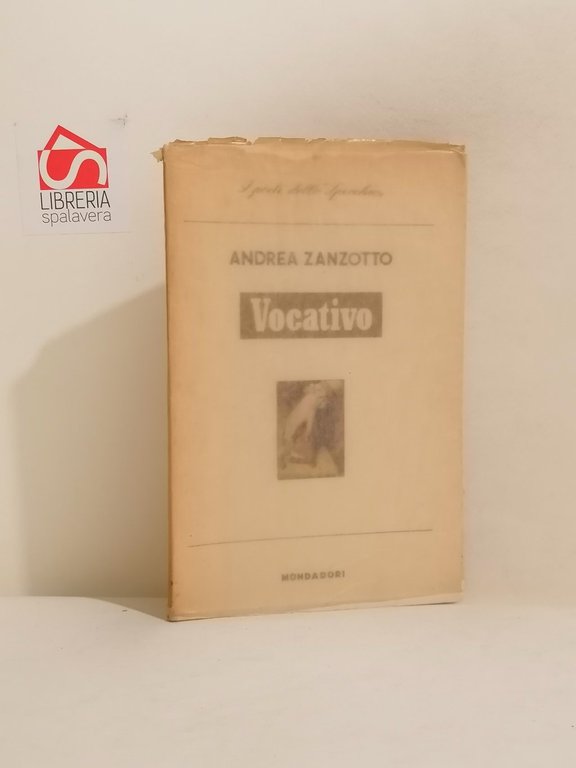 LIBRERIA
spalavera
I poeti dello "Specchio"
ANDREA ZANZOTTO
Vocativo
MONDADORI